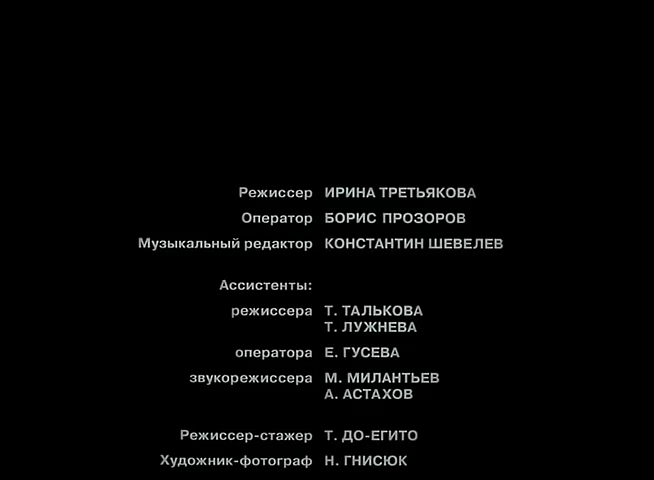 Режиссер ИРИНА ТРЕТЬЯКОВА
Оператор БОРИС ПРОЗОРОВ
Музыкальный редактор КОНСТАНТИН ШЕВЕЛЕВ
Ассистенты:
режиссера Т. ТАЛЬКОВА
Т. ЛУЖНЕВА
оператора Е. ГУСЕВА
звукорежиссера М. МИЛАНТЬЕВ
А. АСТАХОВ
Режиссер-стажер Т. ДО-ЕГИТО
Художник-фотограф Н. ГНИСЮК